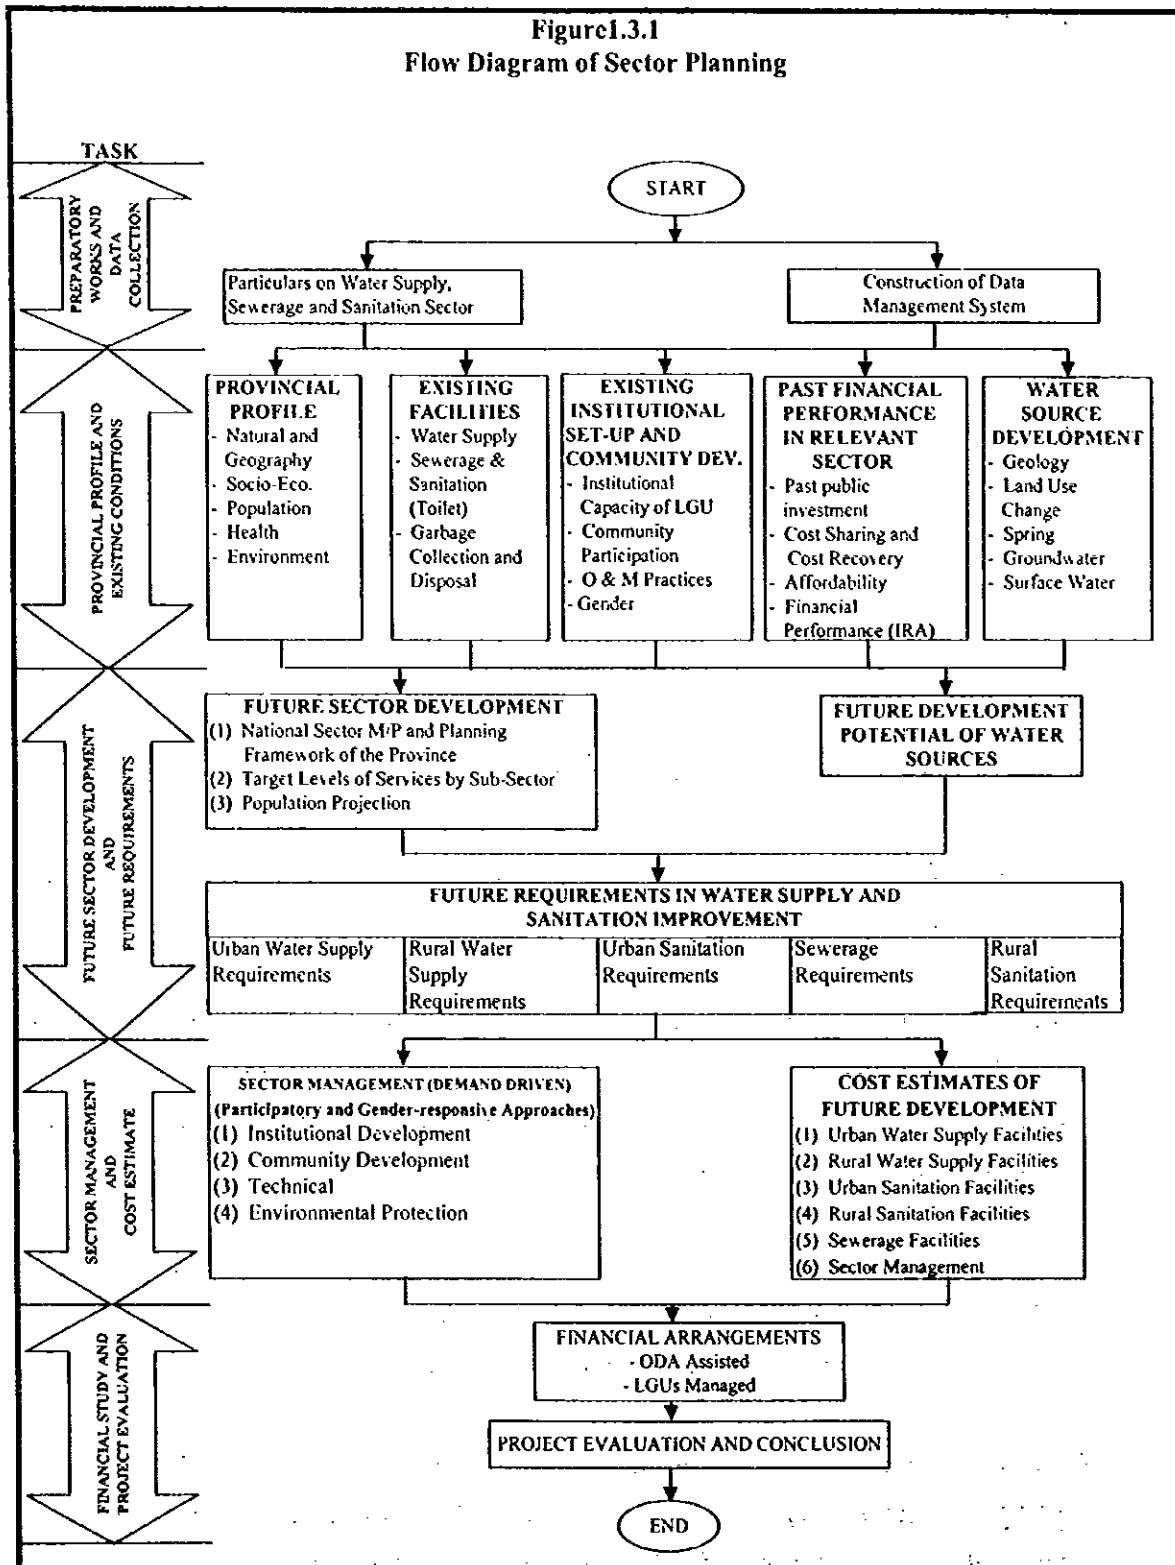 Figure1.3.1
Flow Diagram of Sector Planning
TASK
PREPARATORY
WORKS AND
DATA
COLLECTION
START
Particulars on Water Supply,
Sewerage and Sanitation Sector
Construction of Data
Management System
PROVINCIAL PROFILE AND
EXISTING CONDITIONS
PROVINCIAL
PROFILE
- Natural and
Geography
- Socio-Eco.
- Population
- Health
- Environment
EXISTING
FACILITIES
- Water Supply
- Sewerage &
Sanitation
(Toilet)
- Garbage
Collection and
Disposal
EXISTING
INSTITUTIONAL
SET-UP AND
COMMUNITY DEV.
- Institutional
Capacity of LGU
- Community
Participation
- O & M Practices
- Gender
PAST FINANCIAL
PERFORMANCE
IN RELEVANT
SECTOR
- Past public
investment
- Cost Sharing and
Cost Recovery
- Affordability
- Financial
Performance (IRA)
WATER
SOURCE
DEVELOPMENT
- Geology
- Land Use
Change
- Spring
- Groundwater
- Surface Water
FUTURE SECTOR DEVELOPMENT
AND
FUTURE REQUIREMENTS
FUTURE SECTOR DEVELOPMENT
(1) National Sector M/P and Planning
Framework of the Province
(2) Target Levels of Services by Sub-Sector
(3) Population Projection
FUTURE DEVELOPMENT
POTENTIAL OF WATER
SOURCES
FUTURE REQUIREMENTS IN WATER SUPPLY AND
SANITATION IMPROVEMENT
Urban Water Supply
Requirements
Rural Water
Supply
Requirements
Urban Sanitation
Requirements
Sewerage
Requirements
Rural
Sanitation
Requirements
SECTOR MANAGEMENT
AND
COST ESTIMATE
SECTOR MANAGEMENT (DEMAND DRIVEN)
(Participatory and Gender-responsive Approaches)
(1) Institutional Development
(2) Community Development
(3) Technical
(4) Environmental Protection
COST ESTIMATES OF
FUTURE DEVELOPMENT
(1) Urban Water Supply Facilities
(2) Rural Water Supply Facilities
(3) Urban Sanitation Facilities
(4) Rural Sanitation Facilities
(5) Sewerage Facilities
(6) Sector Management
FINANCIAL STUDY AND
PROJECT EVALUATION
FINANCIAL ARRANGEMENTS
- ODA Assisted
- LGUs Managed
PROJECT EVALUATION AND CONCLUSION
END